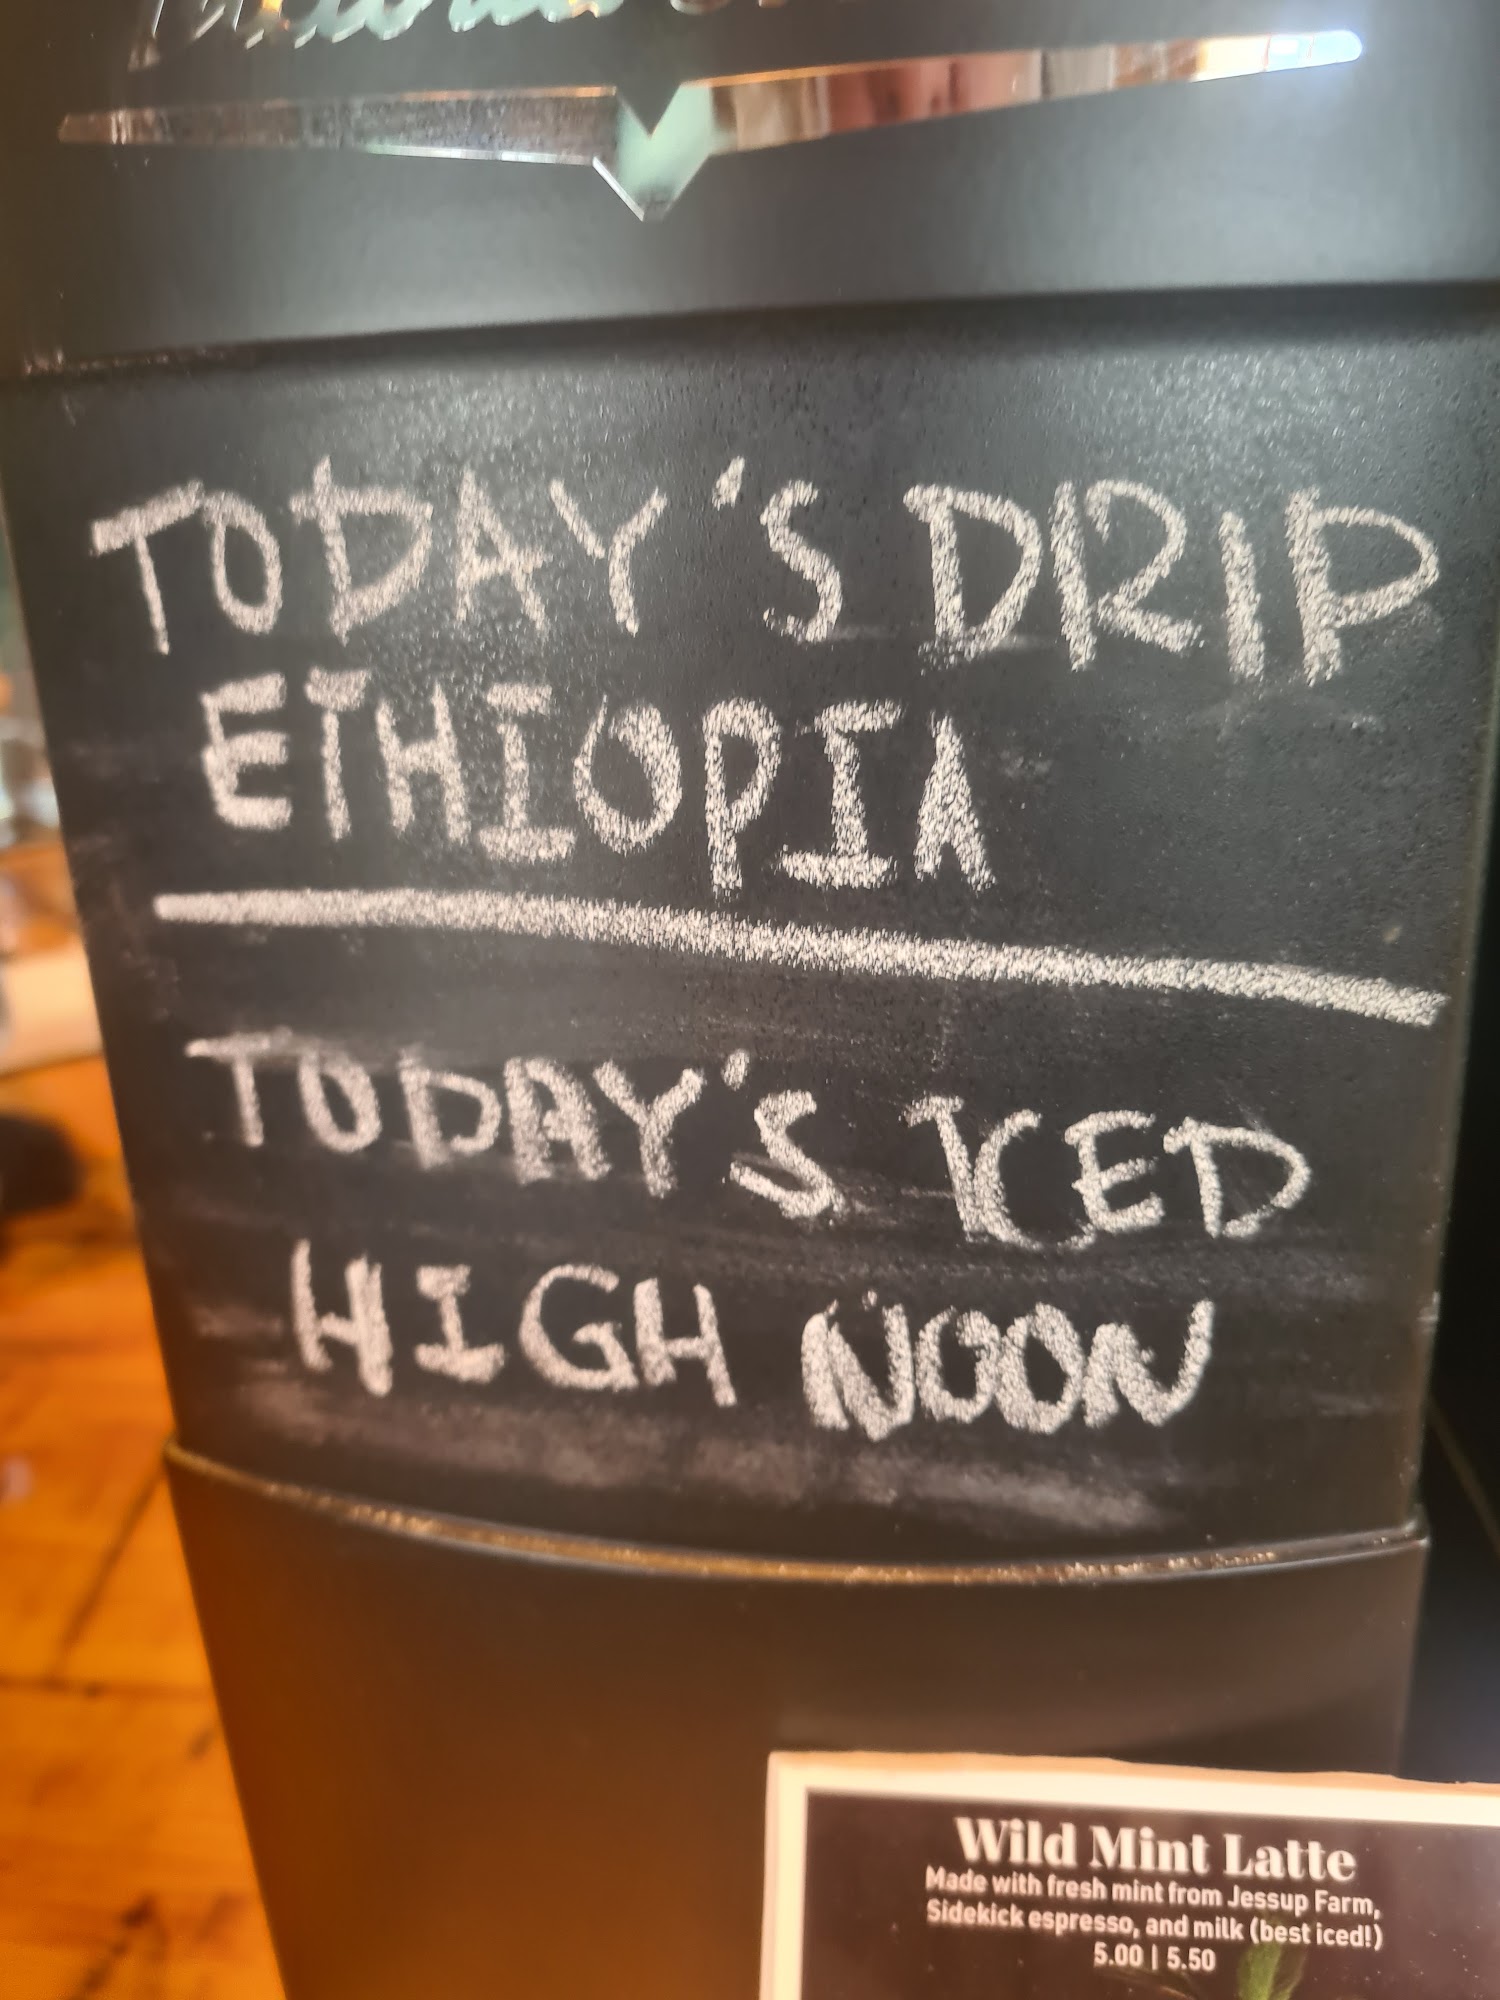 TODAY'S DRIP
ETHIOPIA
TODAY'S ICED
HIGH NOON
Wild Mint Latte
Made with fresh mint from Jessup Farm,
Sidekick espresso, and milk (best iced!)
5.00 | 5.50